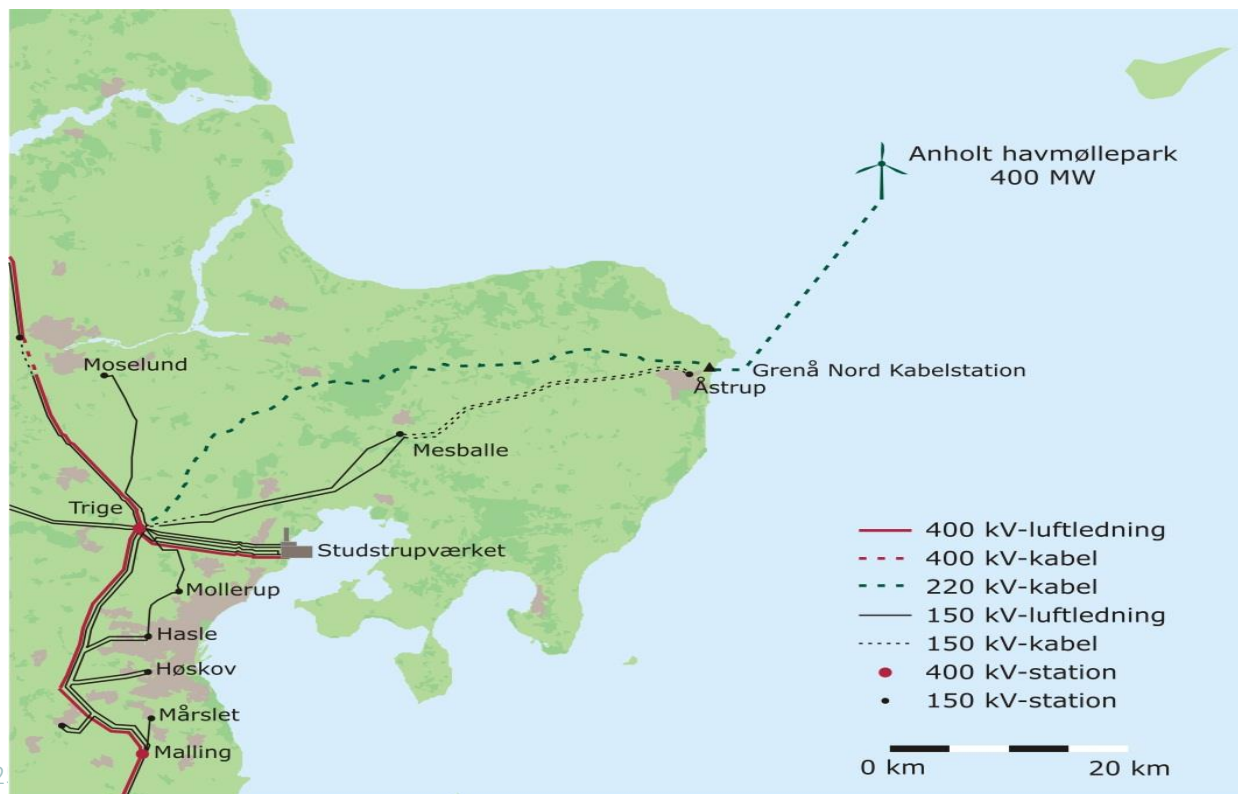 Anholt havmøllepark
400 MW
Moselund
Grenå Nord Kabelstation
Åstrup
Mesballe
Trige
Studstrupværket
Mollerup
Hasle
Høskov
Mårslet
Malling
400 kV-luftledning
400 kV-kabel
220 kV-kabel
150 kV-luftledning
150 kV-kabel
400 kV-station
150 kV-station
0 km
20 km